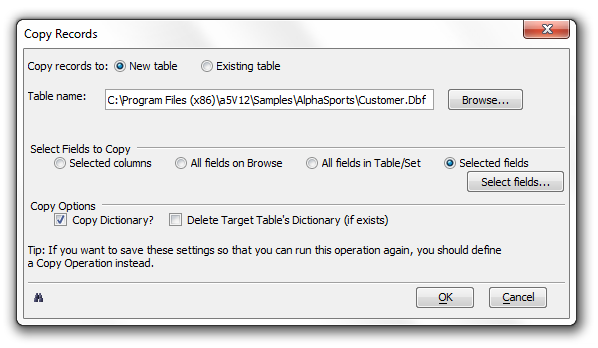 Copy Records
Copy records to: New table Existing table
Table name: C:\Program Files (x86)\a5V12\Samples\AlphaSports\Customer.Dbf Browse...
Select Fields to Copy
Selected columns All fields on Browse All fields in Table/Set Selected fields
Select fields...
Copy Options
Copy Dictionary? Delete Target Table's Dictionary (if exists)
Tip: If you want to save these settings so that you can run this operation again, you should define
a Copy Operation instead.
OK Cancel